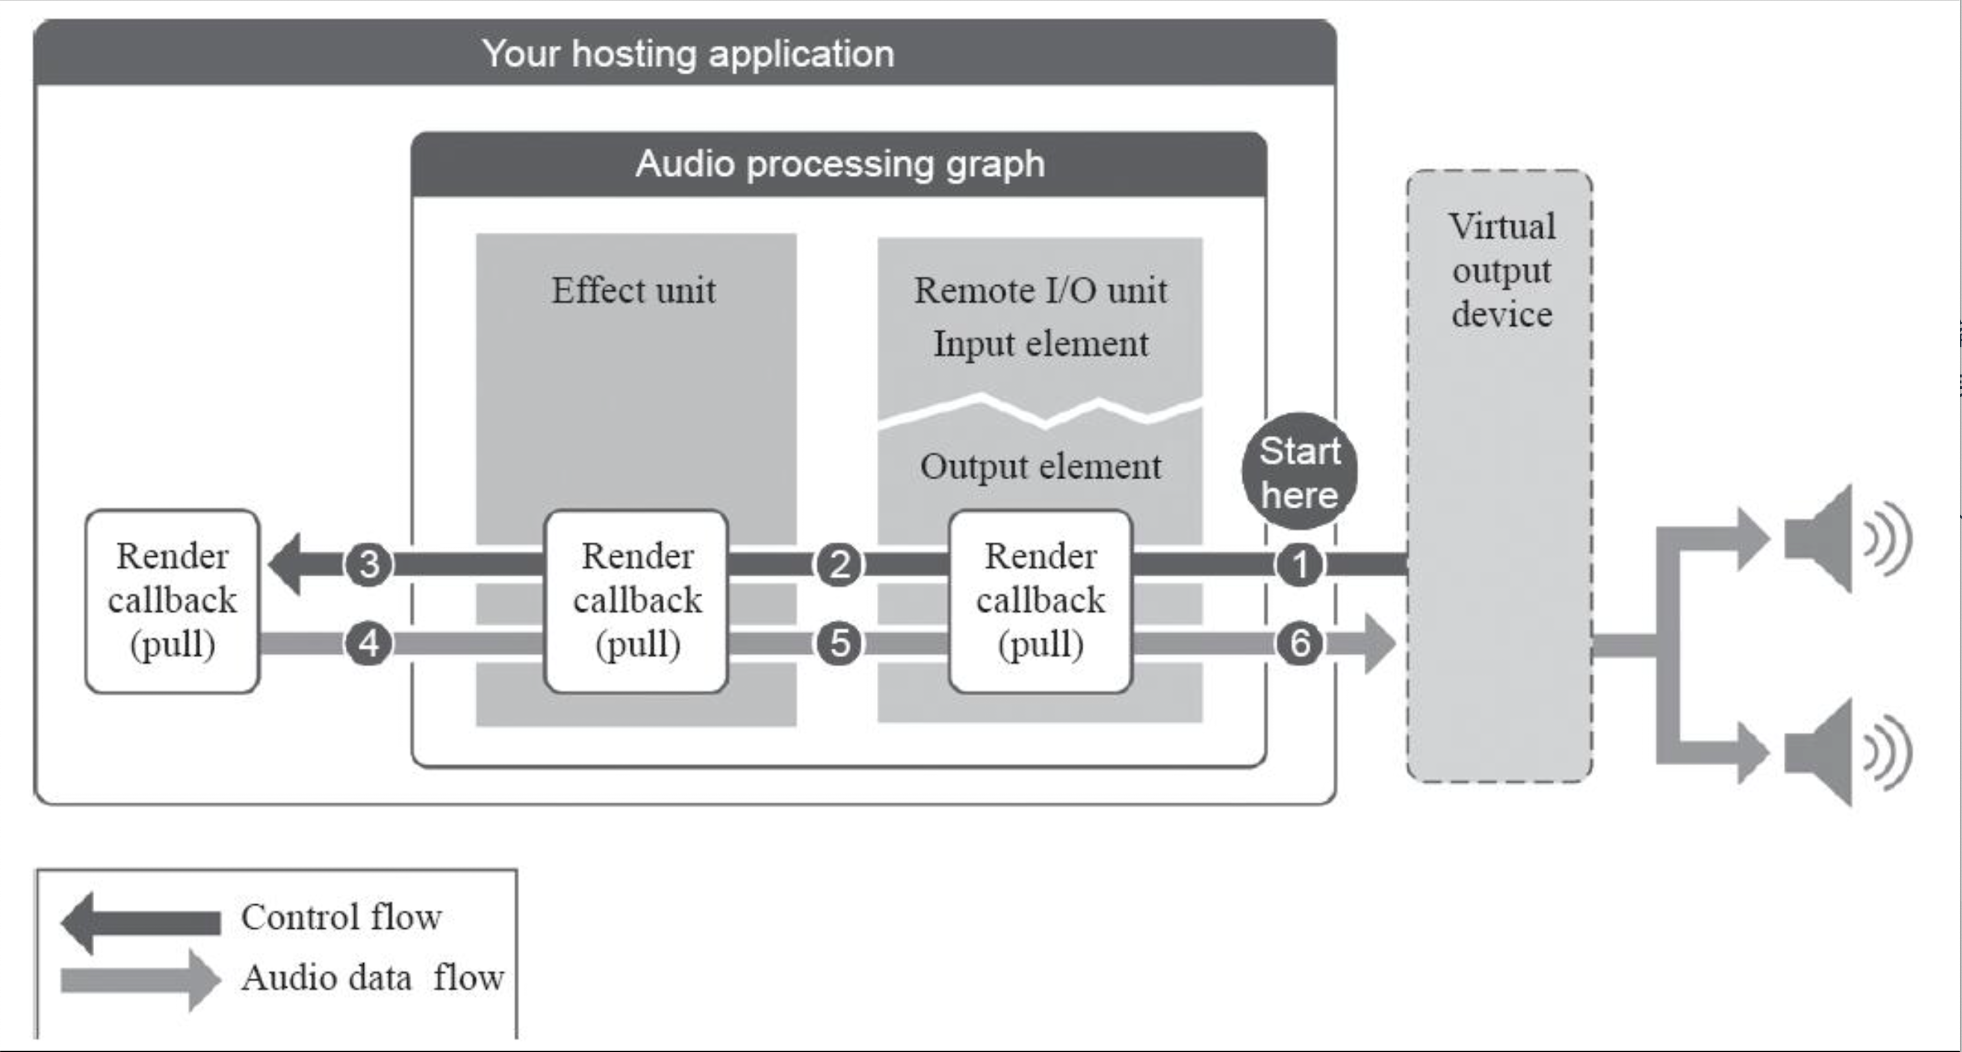 Your hosting application
Audio processing graph
Effect unit
Remote I/O unit
Input element
Output element
Virtual
output
device
Start
here
Render
callback
(pull)
3
Render
callback
(pull)
2
Render
callback
(pull)
1
4
5
6
Control flow
Audio data flow